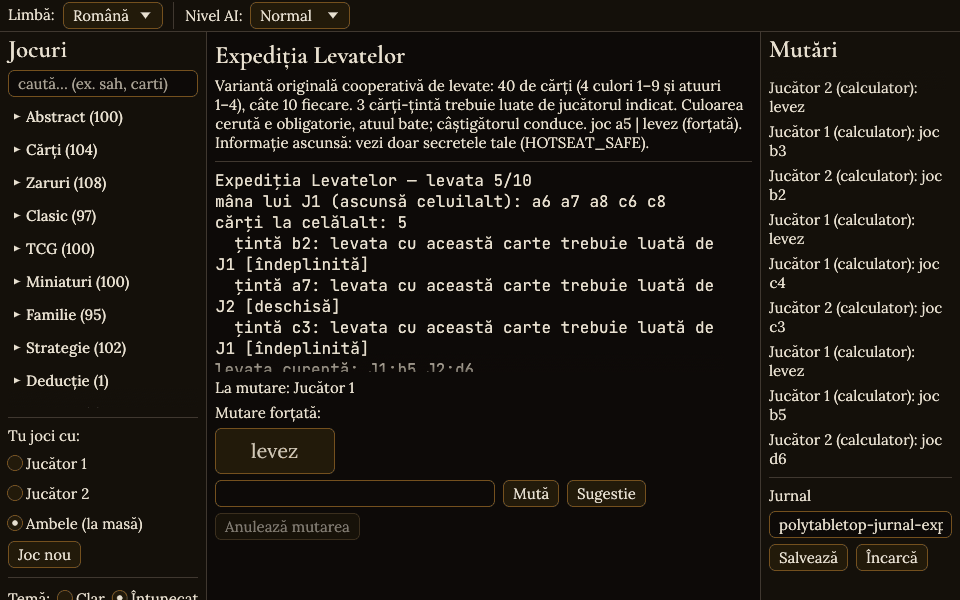 Limbă: Română ▼ Nivel AI: Normal ▼
Jocuri
caută... (ex. sah, carti)
▸ Abstract (100)
▸ Cărți (104)
▸ Zaruri (108)
▸ Clasic (97)
▸ TCG (100)
▸ Miniaturi (100)
▸ Familie (95)
▸ Strategie (102)
▸ Deducție (1)
Tu joci cu:
Jucător 1
Jucător 2
Ambele (la masă)
Joc nou
Temă: Clar Întunecat
Expediția Levatelor
Variantă originală cooperativă de levate: 40 de cărți (4 culori 1–9 și atuuri
1–4), câte 10 fiecare. 3 cărți-țintă trebuie luate de jucătorul indicat. Culoarea
cerută e obligatorie, atuul bate; câștigătorul conduce. joc a5 | levez (forțată).
Informație ascunsă: vezi doar secretele tale (HOTSEAT_SAFE).
Expediția Levatelor — levata 5/10
mâna lui J1 (ascunsă celuilalt): a6 a7 a8 c6 c8
cărți la celălalt: 5
țintă b2: levata cu această carte trebuie luată de
J1 [îndeplinită]
țintă a7: levata cu această carte trebuie luată de
J2 [deschisă]
țintă c3: levata cu această carte trebuie luată de
J1 [îndeplinită]
levata curentă: J1:b5 J2:d6
La mutare: Jucător 1
Mutare forțată:
levez
Mută Sugestie
Anulează mutarea
Mutări
Jucător 2 (calculator):
levez
Jucător 1 (calculator): joc
b3
Jucător 2 (calculator): joc
b2
Jucător 1 (calculator):
levez
Jucător 1 (calculator): joc
c4
Jucător 2 (calculator): joc
c3
Jucător 1 (calculator):
levez
Jucător 1 (calculator): joc
b5
Jucător 2 (calculator): joc
d6
Jurnal
polytabletop-jurnal-exp
Salvează Încarcă